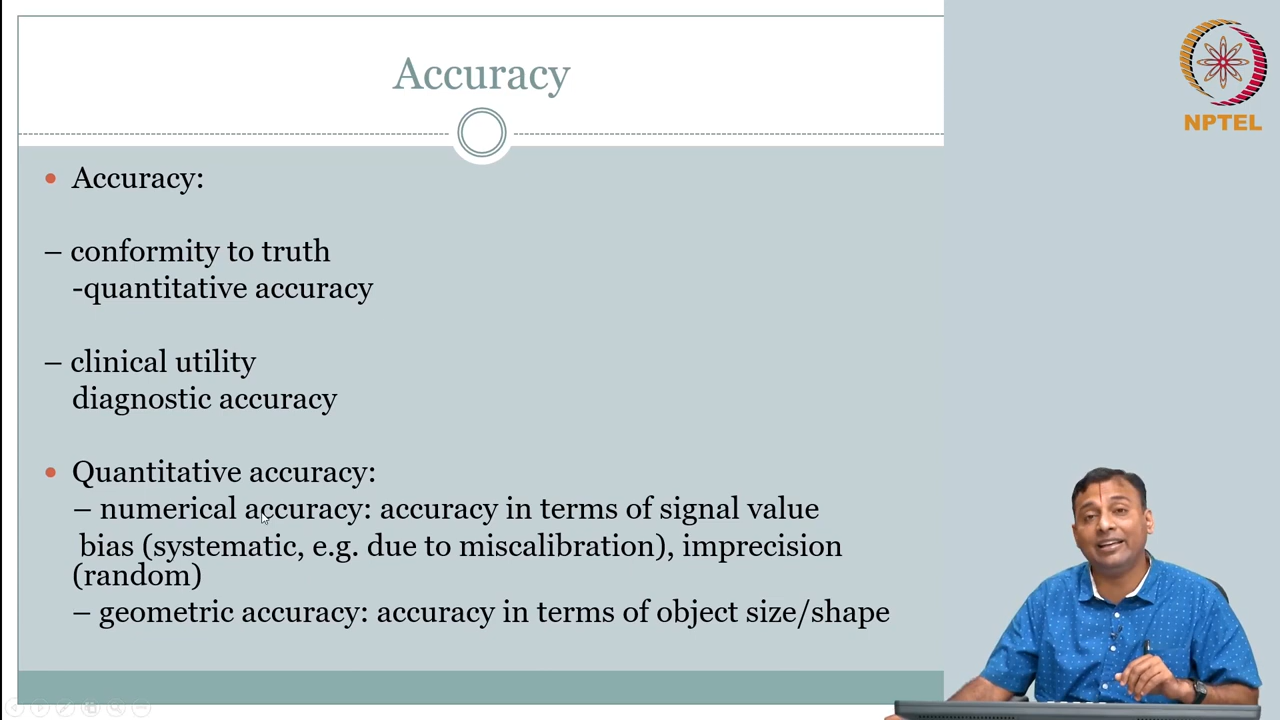 Accuracy
NPTEL
• Accuracy:
– conformity to truth
-quantitative accuracy
– clinical utility
diagnostic accuracy
• Quantitative accuracy:
– numerical accuracy: accuracy in terms of signal value
bias (systematic, e.g. due to miscalibration), imprecision
(random)
– geometric accuracy: accuracy in terms of object size/shape